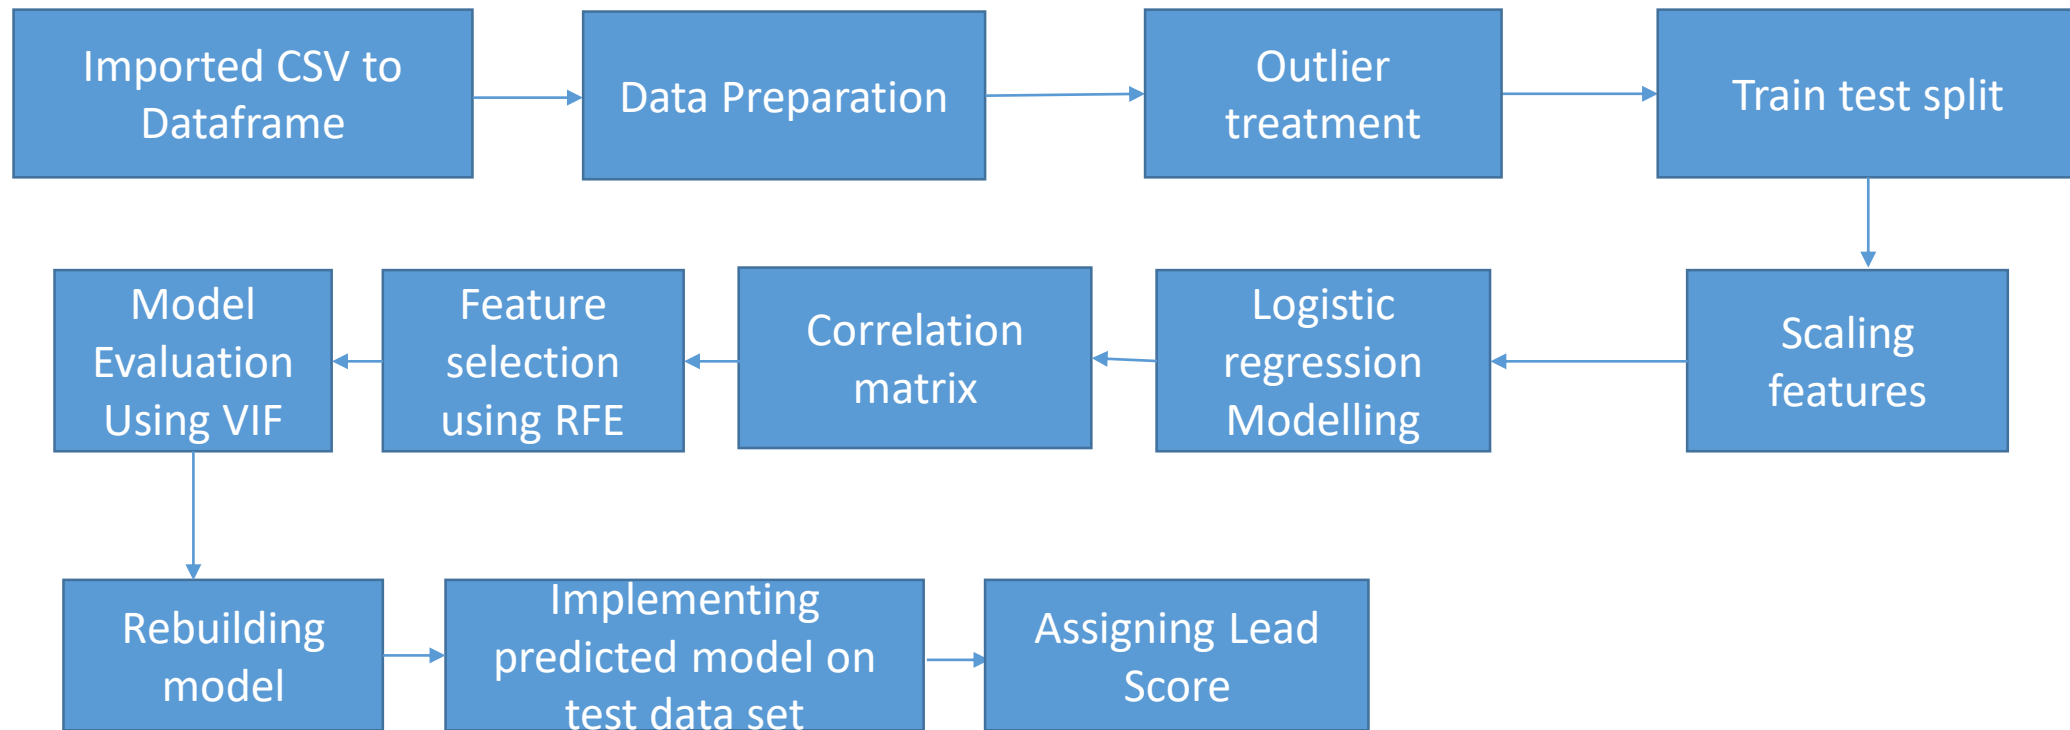 Imported CSV to
Dataframe
Data Preparation
Outlier
treatment
Train test split
Scaling
features
Logistic
regression
Modelling
Correlation
matrix
Feature
selection
using RFE
Model
Evaluation
Using VIF
Rebuilding
model
Implementing
predicted model on
test data set
Assigning Lead
Score